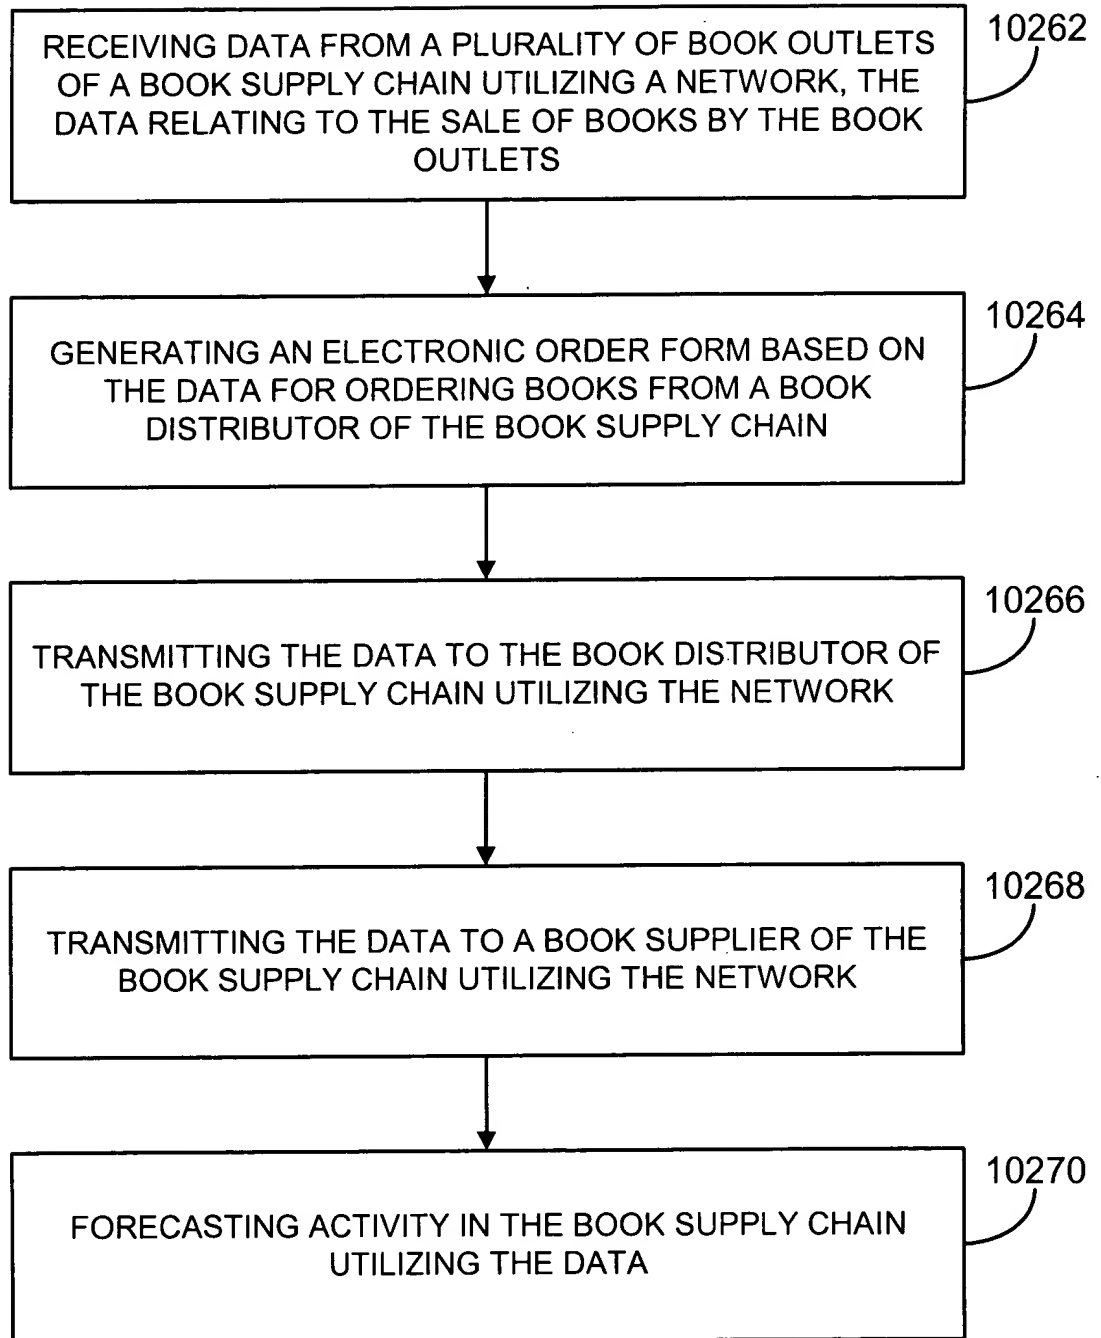 RECEIVING DATA FROM A PLURALITY OF BOOK OUTLETS
OF A BOOK SUPPLY CHAIN UTILIZING A NETWORK, THE
DATA RELATING TO THE SALE OF BOOKS BY THE BOOK
OUTLETS
10262
GENERATING AN ELECTRONIC ORDER FORM BASED ON
THE DATA FOR ORDERING BOOKS FROM A BOOK
DISTRIBUTOR OF THE BOOK SUPPLY CHAIN
10264
TRANSMITTING THE DATA TO THE BOOK DISTRIBUTOR OF
THE BOOK SUPPLY CHAIN UTILIZING THE NETWORK
10266
TRANSMITTING THE DATA TO A BOOK SUPPLIER OF THE
BOOK SUPPLY CHAIN UTILIZING THE NETWORK
10268
FORECASTING ACTIVITY IN THE BOOK SUPPLY CHAIN
UTILIZING THE DATA
10270